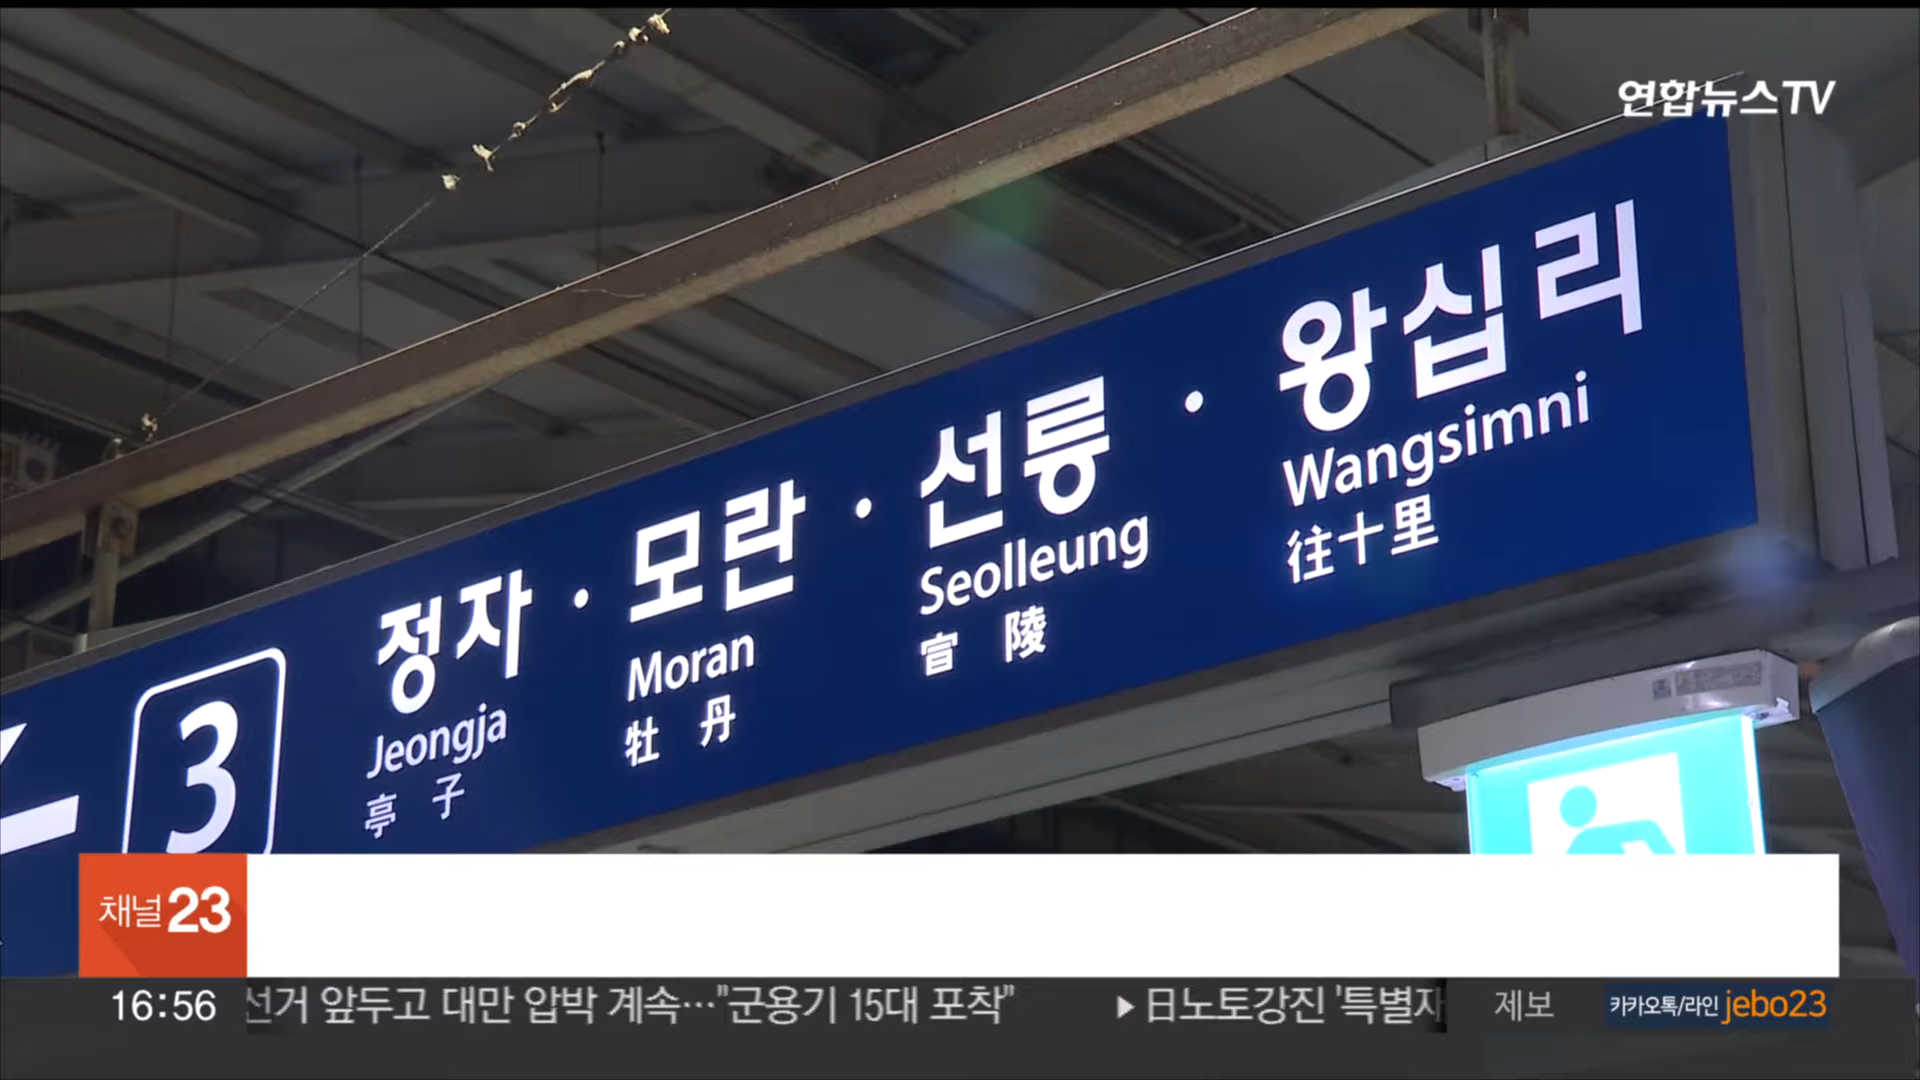 연합뉴스TV
3 정자 · 모란 · 선릉 · 왕십리
Jeongja Moran Seolleung Wangsimni
亭子 牡丹 宣陵 往十里
채널23
16:56 선거 앞두고 대만 압박 계속…"군용기 15대 포착" ▶日노토강진 '특별자 제보 카카오톡/라인 jebo23